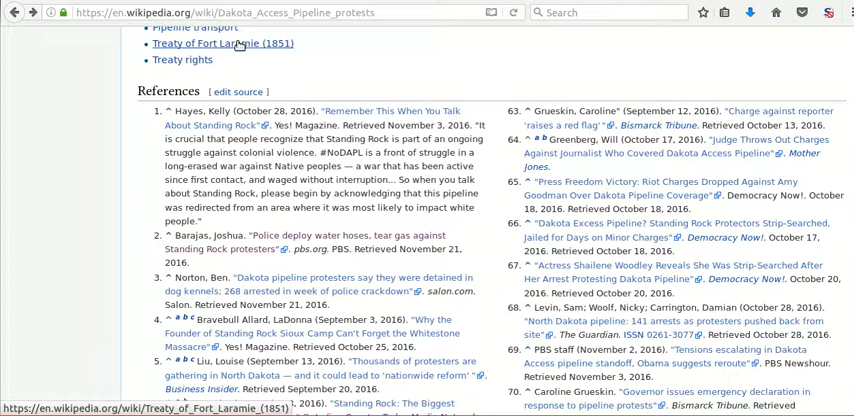 https://en.wikipedia.org/wiki/Dakota_Access_Pipeline_protests
Search
Pipeline transport
Treaty of Fort Laramie (1851)
Treaty rights
References [ edit source ]
1. ^ Hayes, Kelly (October 28, 2016). "Remember This When You Talk
About Standing Rock". Yes! Magazine. Retrieved November 3, 2016. "It
is crucial that people recognize that Standing Rock is part of an ongoing
struggle against colonial violence. #NoDAPL is a front of struggle in a
long-erased war against Native peoples — a war that has been active
since first contact, and waged without interruption... So when you talk
about Standing Rock, please begin by acknowledging that this pipeline
was redirected from an area where it was most likely to impact white
people."
2. ^ Barajas, Joshua. "Police deploy water hoses, tear gas against
Standing Rock protesters". pbs.org. PBS. Retrieved November 21,
2016.
3. ^ Norton, Ben. "Dakota pipeline protesters say they were detained in
dog kennels; 268 arrested in week of police crackdown". salon.com.
Salon. Retrieved November 21, 2016.
4. ^ a b c Bravebull Allard, LaDonna (September 3, 2016). "Why the
Founder of Standing Rock Sioux Camp Can't Forget the Whitestone
Massacre". Yes! Magazine. Retrieved October 25, 2016.
5. ^ a b c Liu, Louise (September 13, 2016). "Thousands of protesters are
gathering in North Dakota — and it could lead to 'nationwide reform' ".
Business Insider. Retrieved September 20, 2016.
"Standing Rock: The Biggest
63. ^ Grueskin, Caroline" (September 12, 2016). "Charge against reporter
'raises a red flag' ". Bismarck Tribune. Retrieved October 13, 2016.
64. ^ a b Greenberg, Will (October 17, 2016). "Judge Throws Out Charges
Against Journalist Who Covered Dakota Access Pipeline". Mother
Jones.
65. ^ "Press Freedom Victory: Riot Charges Dropped Against Amy
Goodman Over Dakota Pipeline Coverage". Democracy Now!. October
18, 2016. Retrieved October 18, 2016.
66. ^ "Dakota Excess Pipeline? Standing Rock Protectors Strip-Searched,
Jailed for Days on Minor Charges". Democracy Now!. October 17,
2016. Retrieved October 18, 2016.
67. ^ "Actress Shailene Woodley Reveals She Was Strip-Searched After
Her Arrest Protesting Dakota Pipeline". Democracy Now!. October 20,
2016. Retrieved October 20, 2016.
68. ^ Levin, Sam; Woolf, Nicky; Carrington, Damian (October 28, 2016).
"North Dakota pipeline: 141 arrests as protesters pushed back from
site". The Guardian. ISSN 0261-3077. Retrieved October 28, 2016.
69. ^ PBS staff (November 2, 2016). "Tensions escalating in Dakota
Access pipeline standoff, Obama suggests reroute". PBS Newshour.
Retrieved November 3, 2016.
70. ^ Caroline Grueskin. "Governor issues emergency declaration in
response to pipeline protests". Bismarck Tribune. Retrieved
https://en.wikipedia.org/wiki/Treaty_of_Fort_Laramie_(1851)